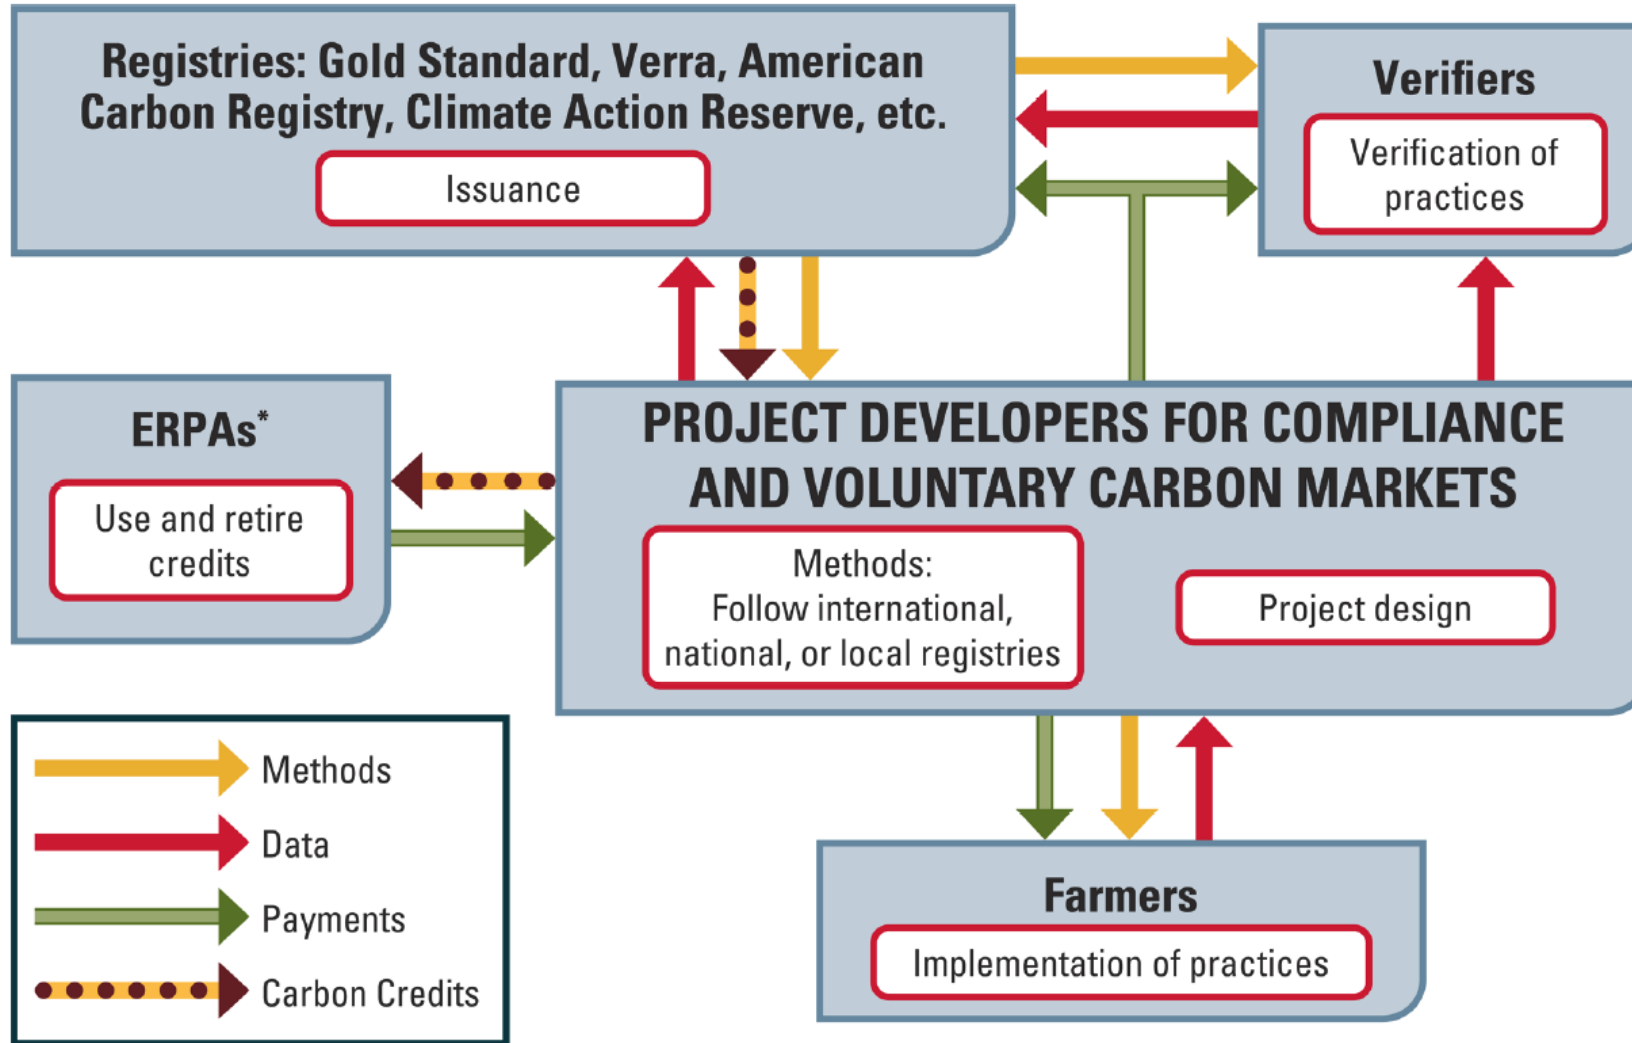 Registries: Gold Standard, Verra, American
Carbon Registry, Climate Action Reserve, etc.
Issuance
Verifiers
Verification of
practices
ERPAs*
Use and retire
credits
PROJECT DEVELOPERS FOR COMPLIANCE
AND VOLUNTARY CARBON MARKETS
Methods:
Follow international,
national, or local registries
Project design
Methods
Data
Payments
Carbon Credits
Farmers
Implementation of practices